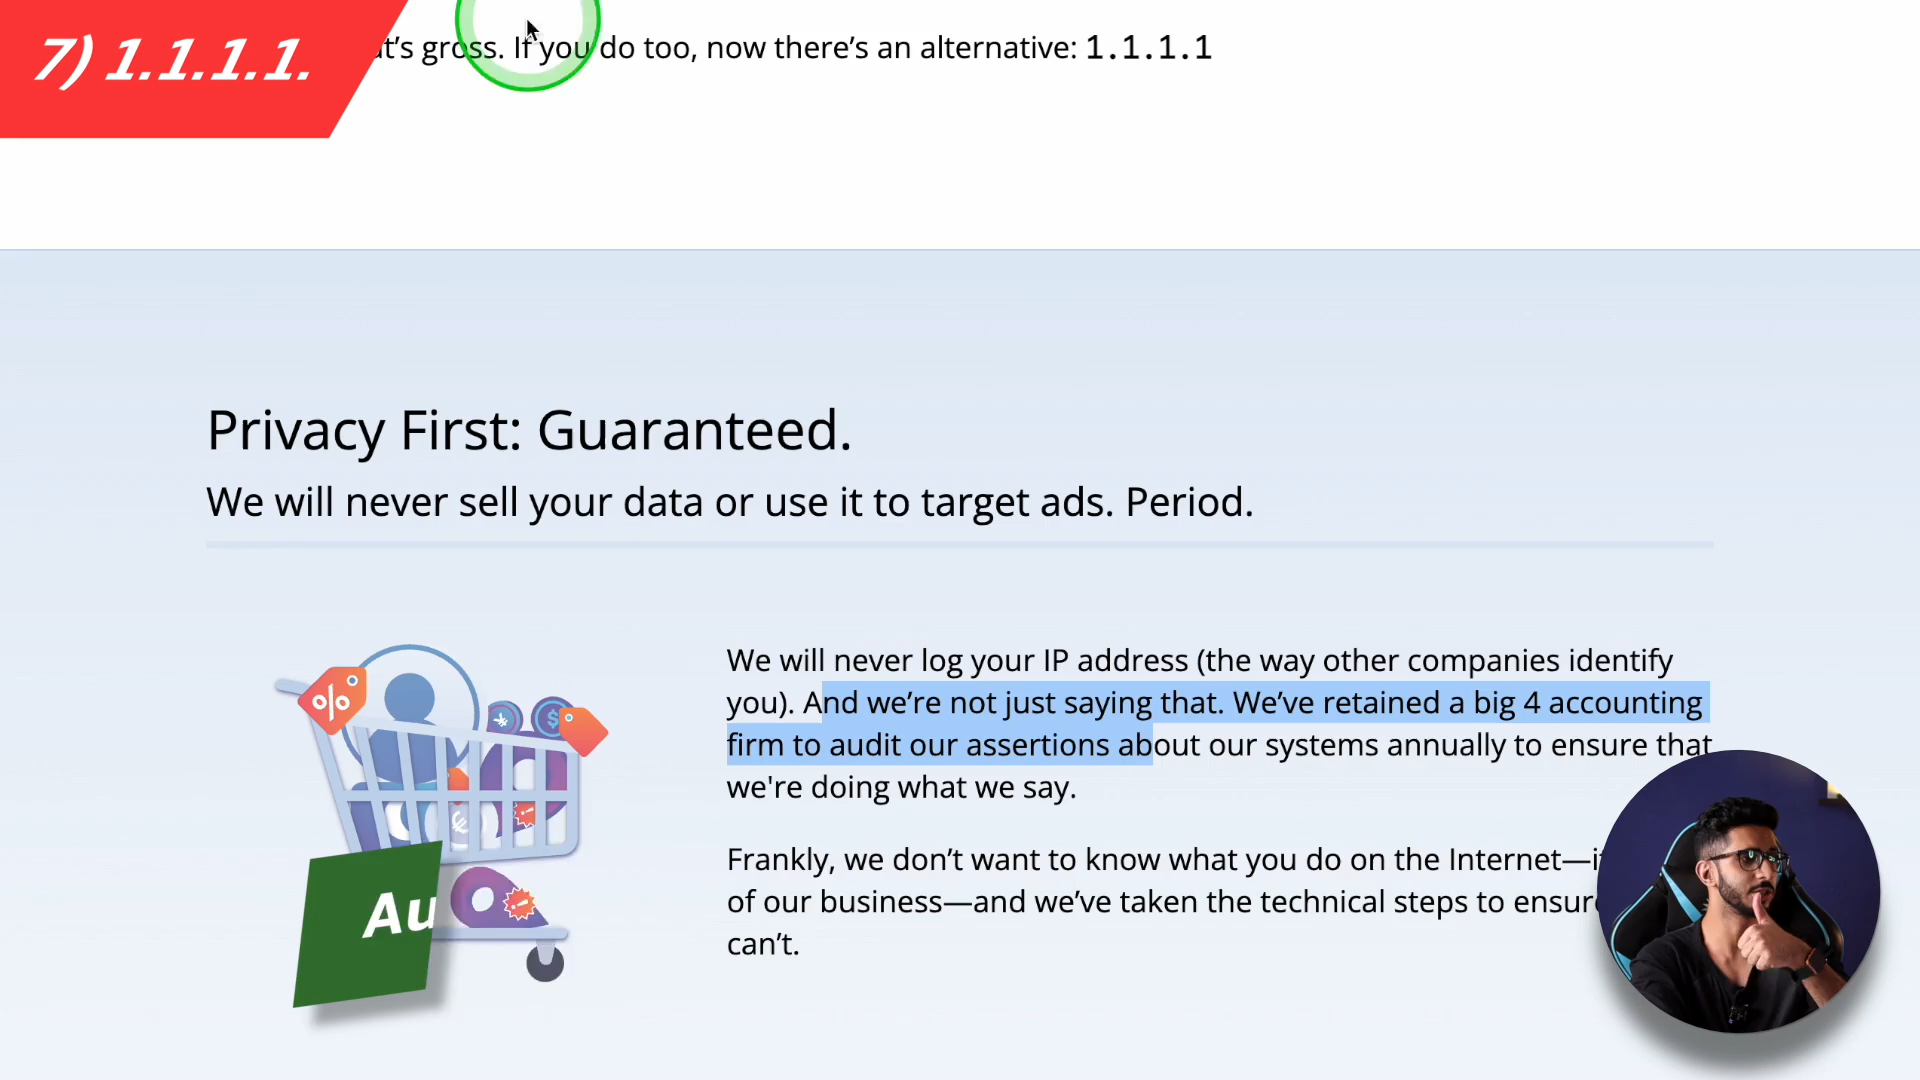 7) 1.1.1.1.
t's gross. If you do too, now there's an alternative: 1.1.1.1
Privacy First: Guaranteed.
We will never sell your data or use it to target ads. Period.
We will never log your IP address (the way other companies identify
you). And we're not just saying that. We've retained a big 4 accounting
firm to audit our assertions about our systems annually to ensure that
we're doing what we say.
Frankly, we don't want to know what you do on the Internet—i
of our business—and we've taken the technical steps to ensur
can't.
%
$
Au